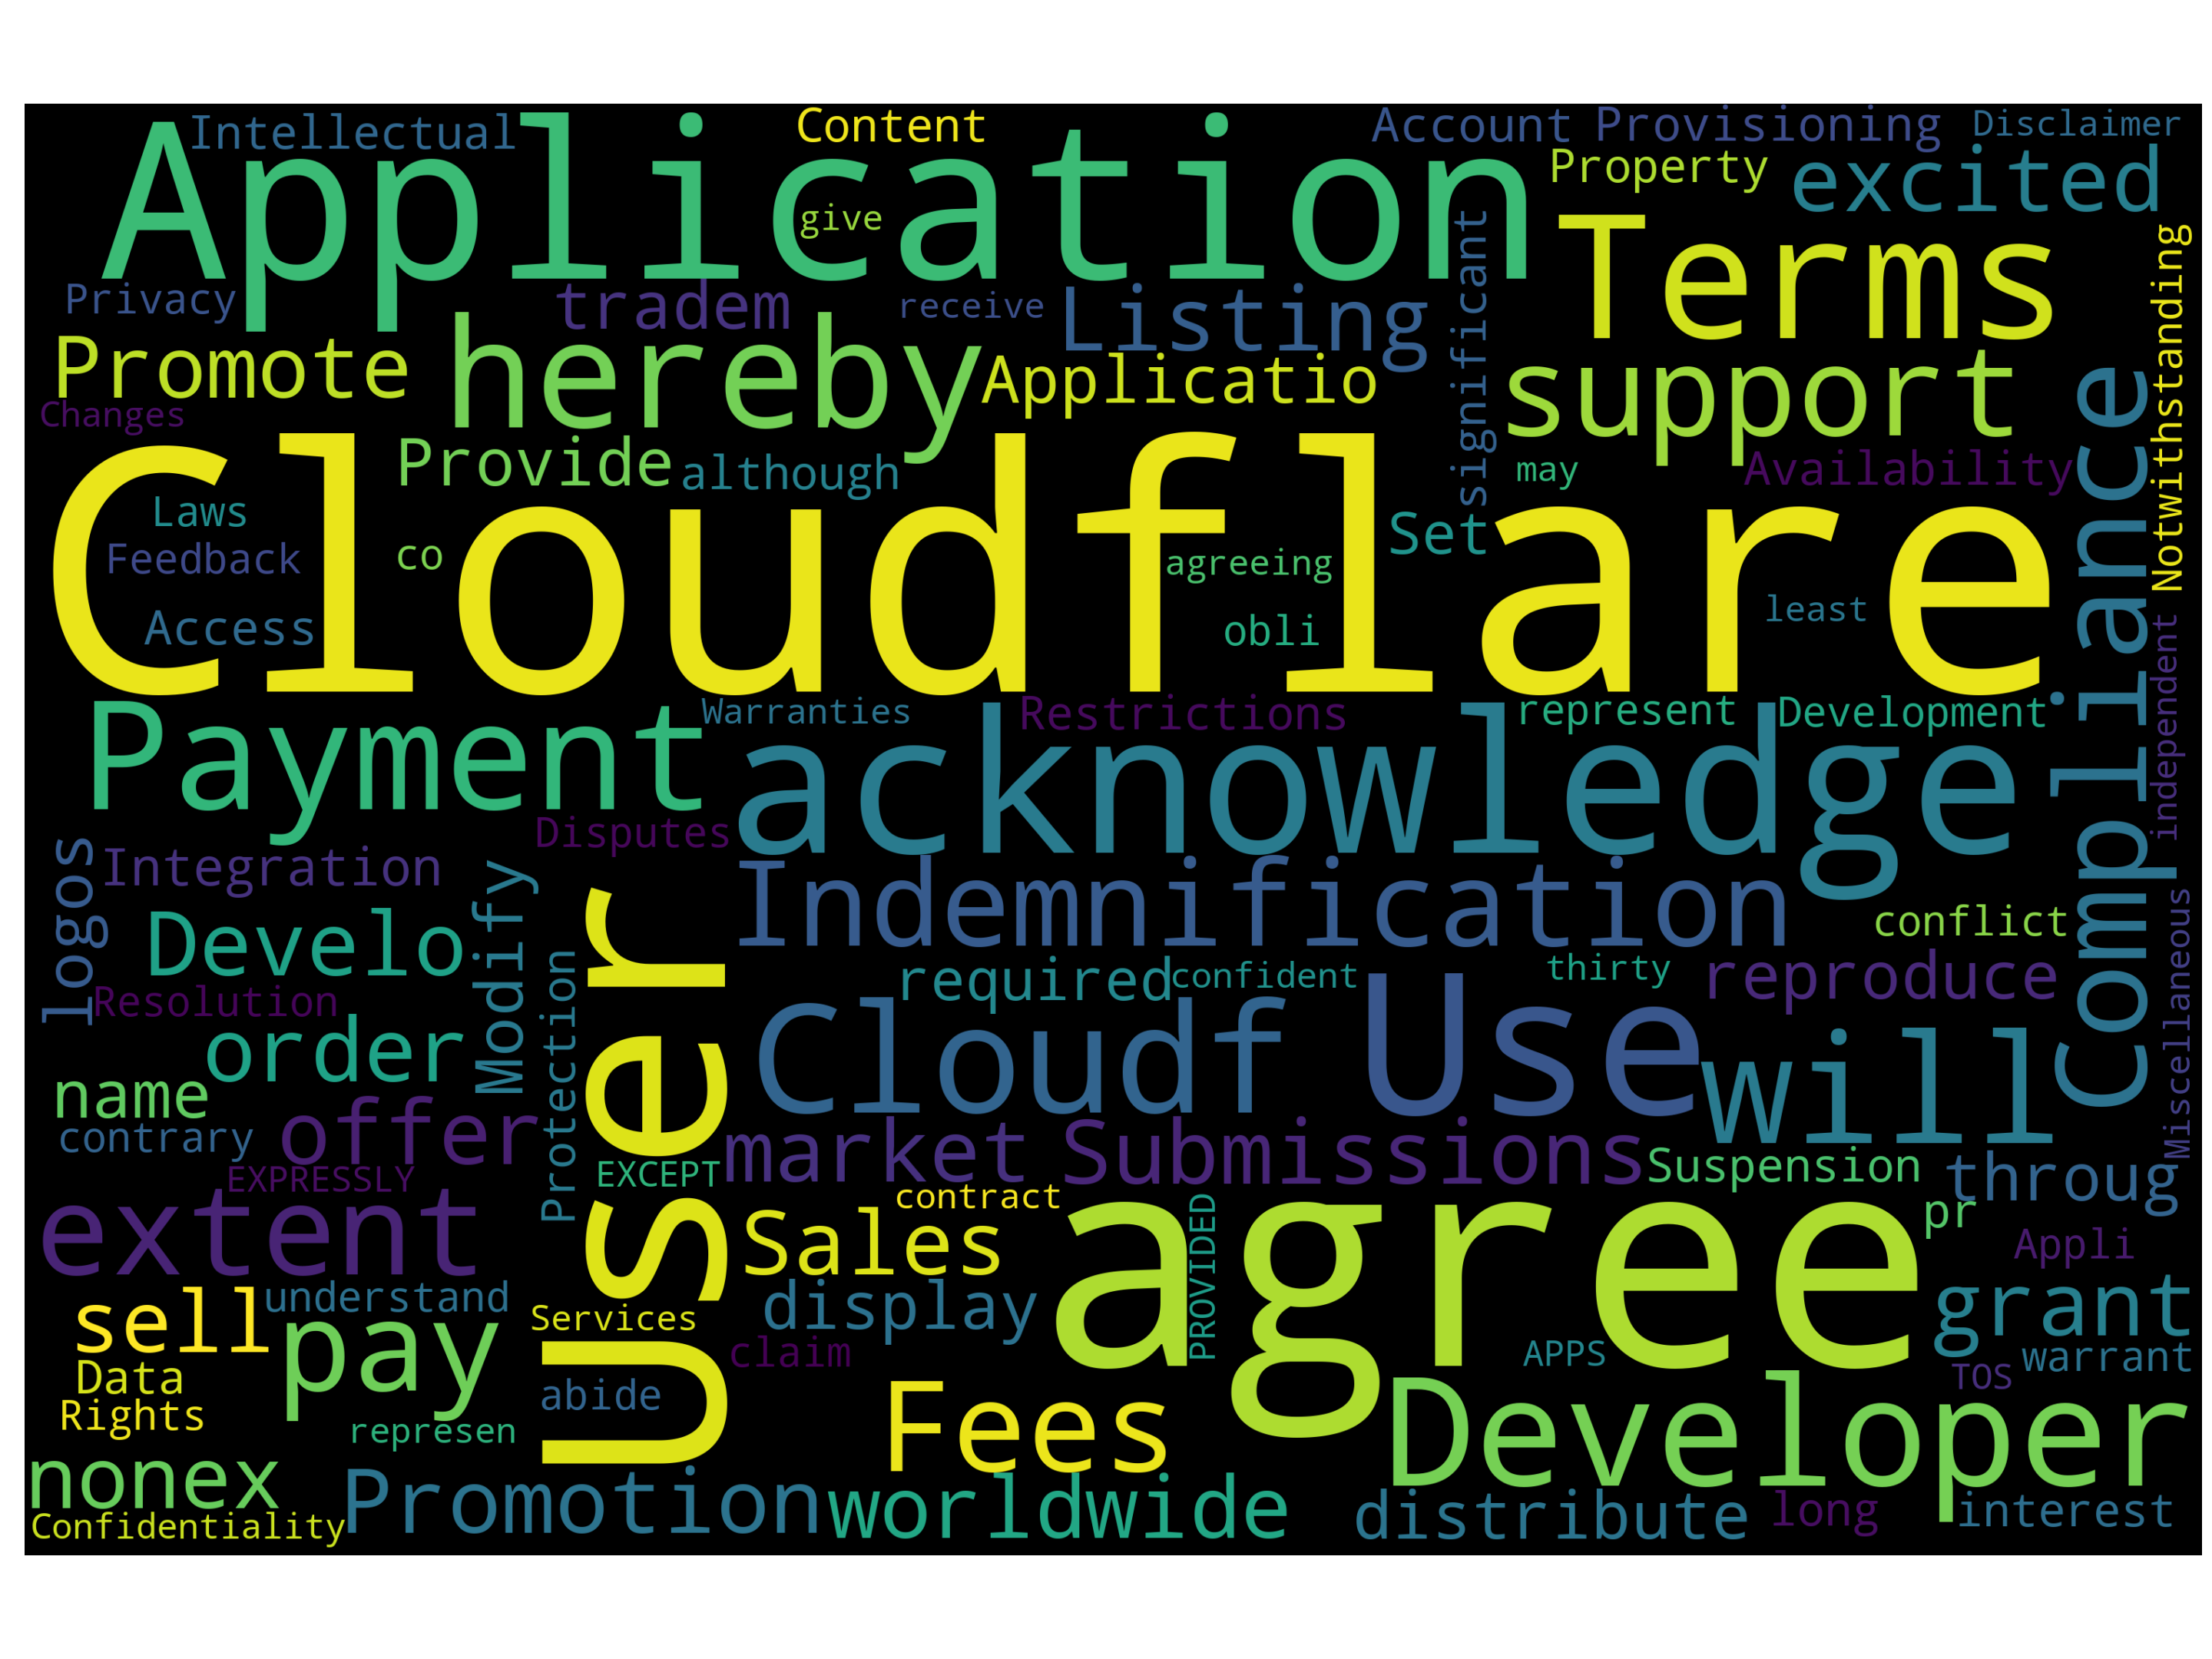 Intellectual
Content
Account
Provisioning
Disclaimer
Application
Property
excited
give
Terms
significant
Notwithstanding
Privacy
tradem
receive
Listing
Promote
hereby
Applicatio
support
Changes
Compliance
Provide
although
may
Availability
Cloudflare
Laws
Set
Feedback
co
agreeing
Access
obli
least
independent
Payment
Warranties
Restrictions
represent
Development
acknowledge
Disputes
logos
Integration
Modify
Indemnification
User
Develo
conflict
Miscellaneous
Protection
required
confident
thirty
reproduce
Resolution
Cloudf
Use
order
will
name
contrary
offer
market
Submissions
EXPRESSLY
EXCEPT
Suspension
throug
extent
Sales
contract
agree
PROVIDED
pr
Appli
understand
Services
display
grant
sell
pay
claim
APPS
warrant
Data
abide
Fees
Developer
TOS
Rights
represen
nonex
Promotion
worldwide
distribute
long
interest
Confidentiality